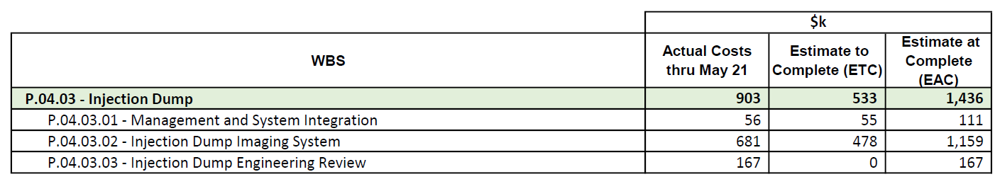 $k
WBS
Actual Costs thru May 21
Estimate to Complete (ETC)
Estimate at Complete (EAC)
P.04.03 - Injection Dump 903 533 1,436
P.04.03.01 - Management and System Integration 56 55 111
P.04.03.02 - Injection Dump Imaging System 681 478 1,159
P.04.03.03 - Injection Dump Engineering Review 167 0 167